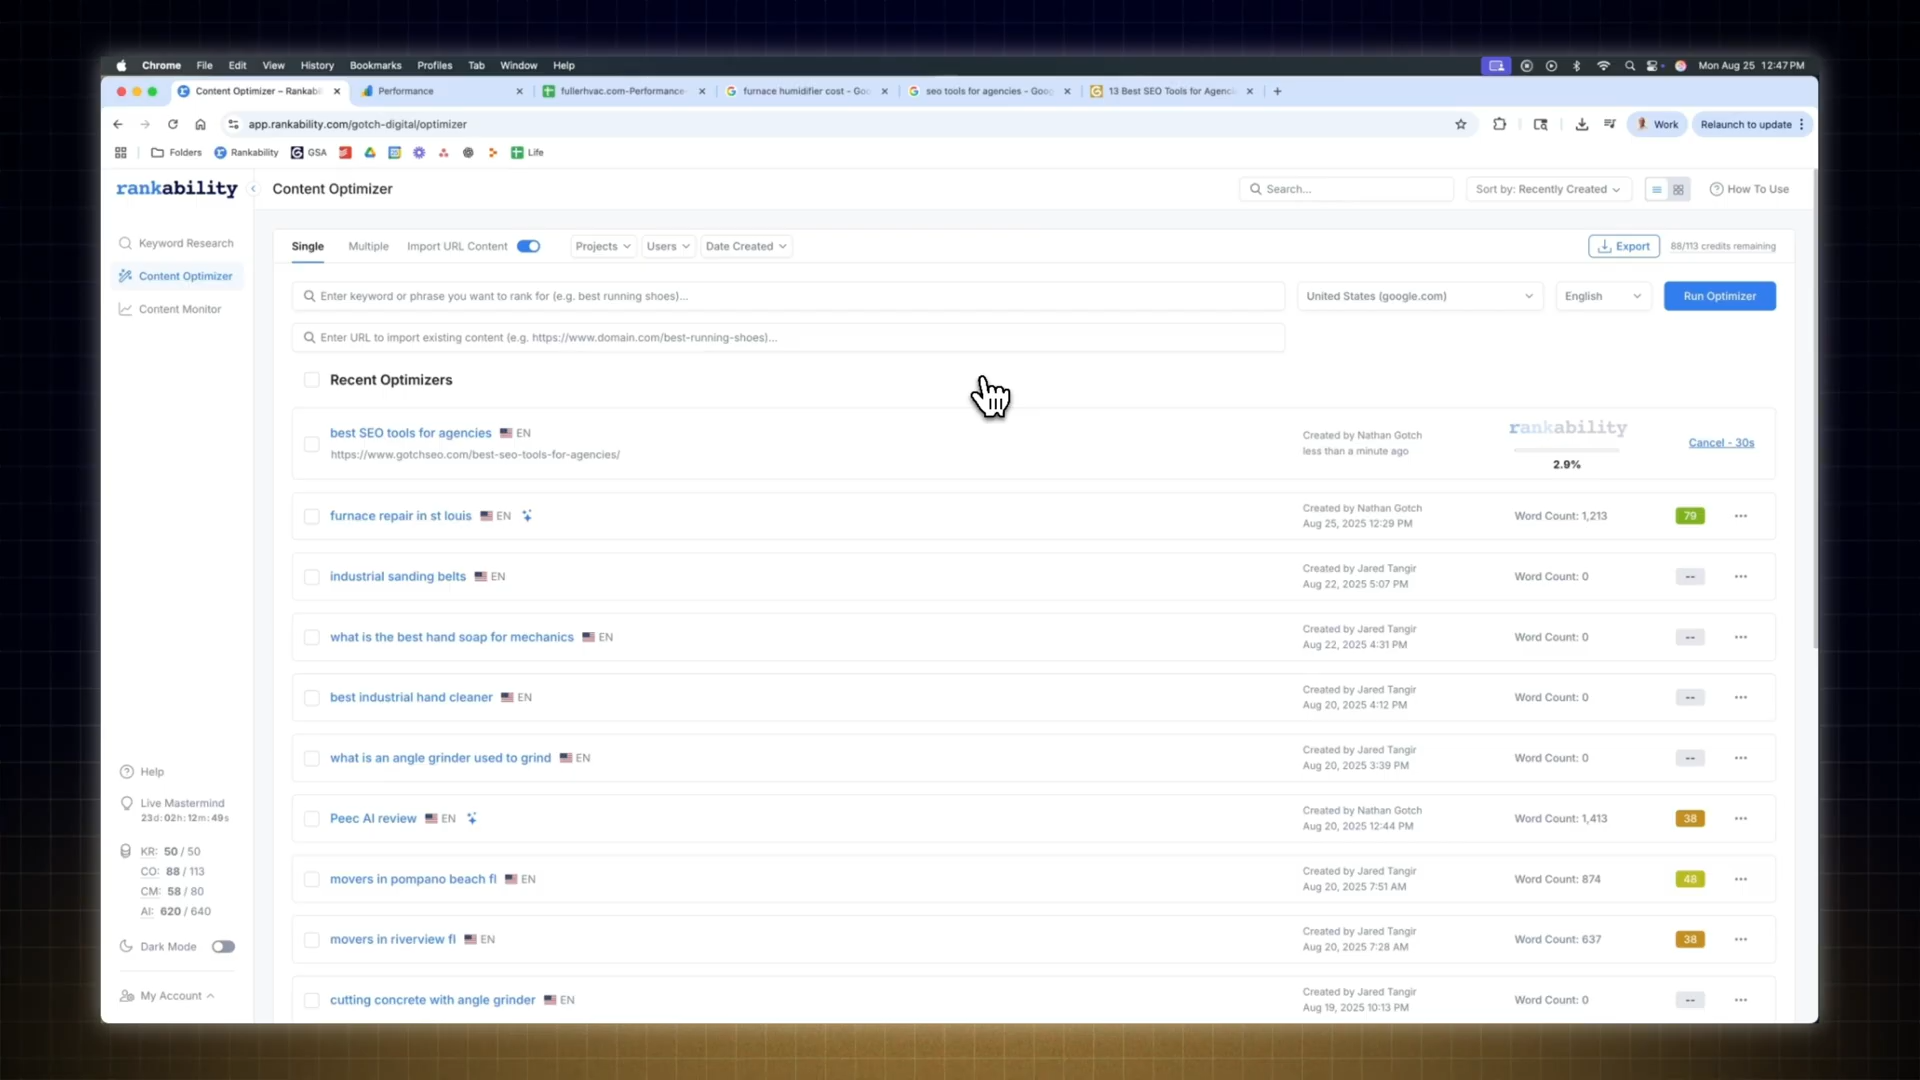 Chrome File Edit View History Bookmarks Profiles Tab Window Help
Mon Aug 25 12:47 PM
Content Optimizer – Rankabi
Performance
fullerhvac.com-Performance-
furnace humidifier cost - Goo
seo tools for agencies - Goog
13 Best SEO Tools for Agenci
app.rankability.com/gotch-digital/optimizer
Work
Relaunch to update
Folders
Rankability
GSA
Life
rankability
Content Optimizer
Search...
Sort by: Recently Created
How To Use
Keyword Research
Content Optimizer
Content Monitor
Single
Multiple
Import URL Content
Projects
Users
Date Created
Export
88/113 credits remaining
Enter keyword or phrase you want to rank for (e.g. best running shoes)...
United States (google.com)
English
Run Optimizer
Enter URL to import existing content (e.g. https://www.domain.com/best-running-shoes)...
Recent Optimizers
best SEO tools for agencies EN
https://www.gotchseo.com/best-seo-tools-for-agencies/
Created by Nathan Gotch
less than a minute ago
rankability
2.9%
Cancel - 30s
furnace repair in st louis EN
Created by Nathan Gotch
Aug 25, 2025 12:29 PM
Word Count: 1,213
79
industrial sanding belts EN
Created by Jared Tangir
Aug 22, 2025 5:07 PM
Word Count: 0
--
what is the best hand soap for mechanics EN
Created by Jared Tangir
Aug 22, 2025 4:31 PM
Word Count: 0
--
best industrial hand cleaner EN
Created by Jared Tangir
Aug 20, 2025 4:12 PM
Word Count: 0
--
what is an angle grinder used to grind EN
Created by Jared Tangir
Aug 20, 2025 3:39 PM
Word Count: 0
--
Peec AI review EN
Created by Nathan Gotch
Aug 20, 2025 12:44 PM
Word Count: 1,413
38
movers in pompano beach fl EN
Created by Jared Tangir
Aug 20, 2025 7:51 AM
Word Count: 874
48
movers in riverview fl EN
Created by Jared Tangir
Aug 20, 2025 7:28 AM
Word Count: 637
38
cutting concrete with angle grinder EN
Created by Jared Tangir
Aug 19, 2025 10:13 PM
Word Count: 0
--
Help
Live Mastermind
23d: 02h: 12m: 49s
KR: 50 / 50
CO: 88 / 113
CM: 58 / 80
AI: 620 / 640
Dark Mode
My Account